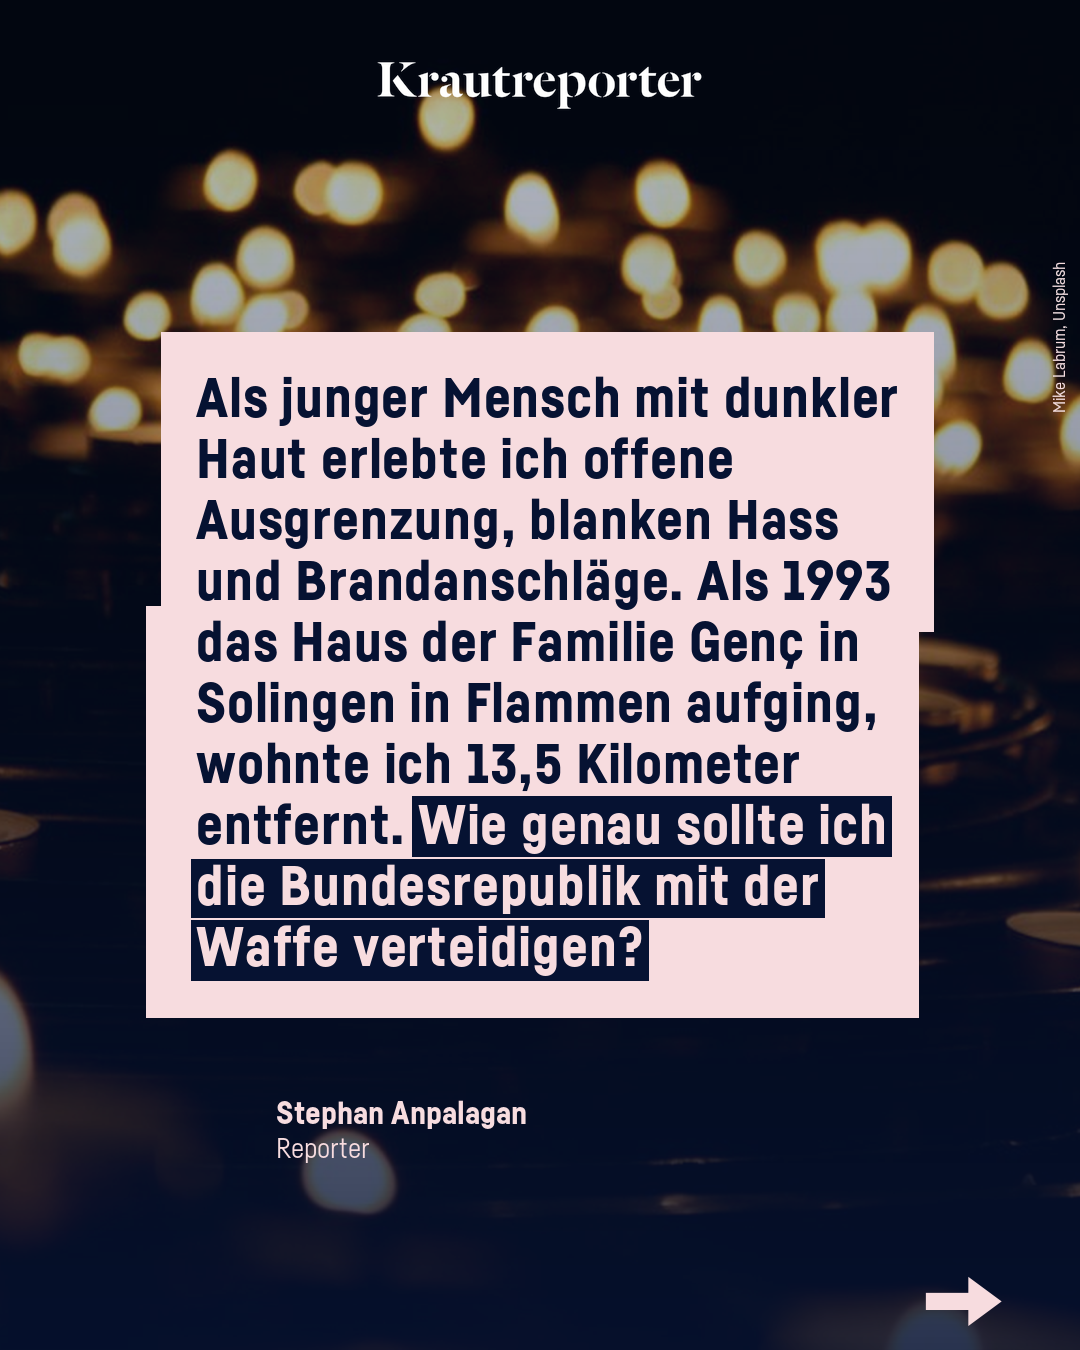 Krautreporter
Mike Labrum, Unsplash
Als junger Mensch mit dunkler
Haut erlebte ich offene
Ausgrenzung, blanken Hass
und Brandanschläge. Als 1993
das Haus der Familie Genç in
Solingen in Flammen aufging,
wohnte ich 13,5 Kilometer
entfernt. Wie genau sollte ich
die Bundesrepublik mit der
Waffe verteidigen?
Stephan Anpalagan
Reporter